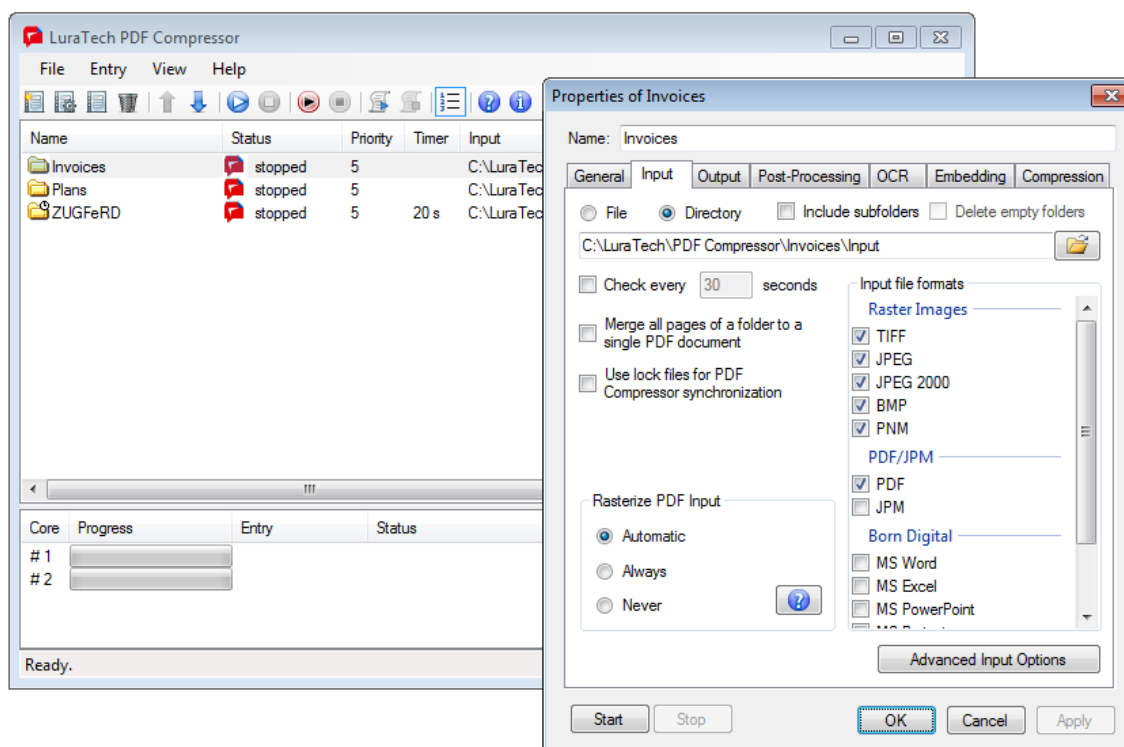 LuraTech PDF Compressor
File Entry View Help
Name Status Priority Timer Input
Invoices stopped 5 C:\LuraTec
Plans stopped 5 C:\LuraTec
ZUGFeRD stopped 5 20 s C:\LuraTec
Core Progress Entry Status
# 1
# 2
Ready.
Properties of Invoices
Name: Invoices
General Input Output Post-Processing OCR Embedding Compression
File Directory Include subfolders Delete empty folders
C:\LuraTech\PDF Compressor\Invoices\Input
Check every 30 seconds
Merge all pages of a folder to a
single PDF document
Use lock files for PDF
Compressor synchronization
Input file formats
Raster Images
TIFF
JPEG
JPEG 2000
BMP
PNM
PDF/JPM
PDF
JPM
Born Digital
MS Word
MS Excel
MS PowerPoint
Rasterize PDF Input
Automatic
Always
Never
Advanced Input Options
Start Stop OK Cancel Apply